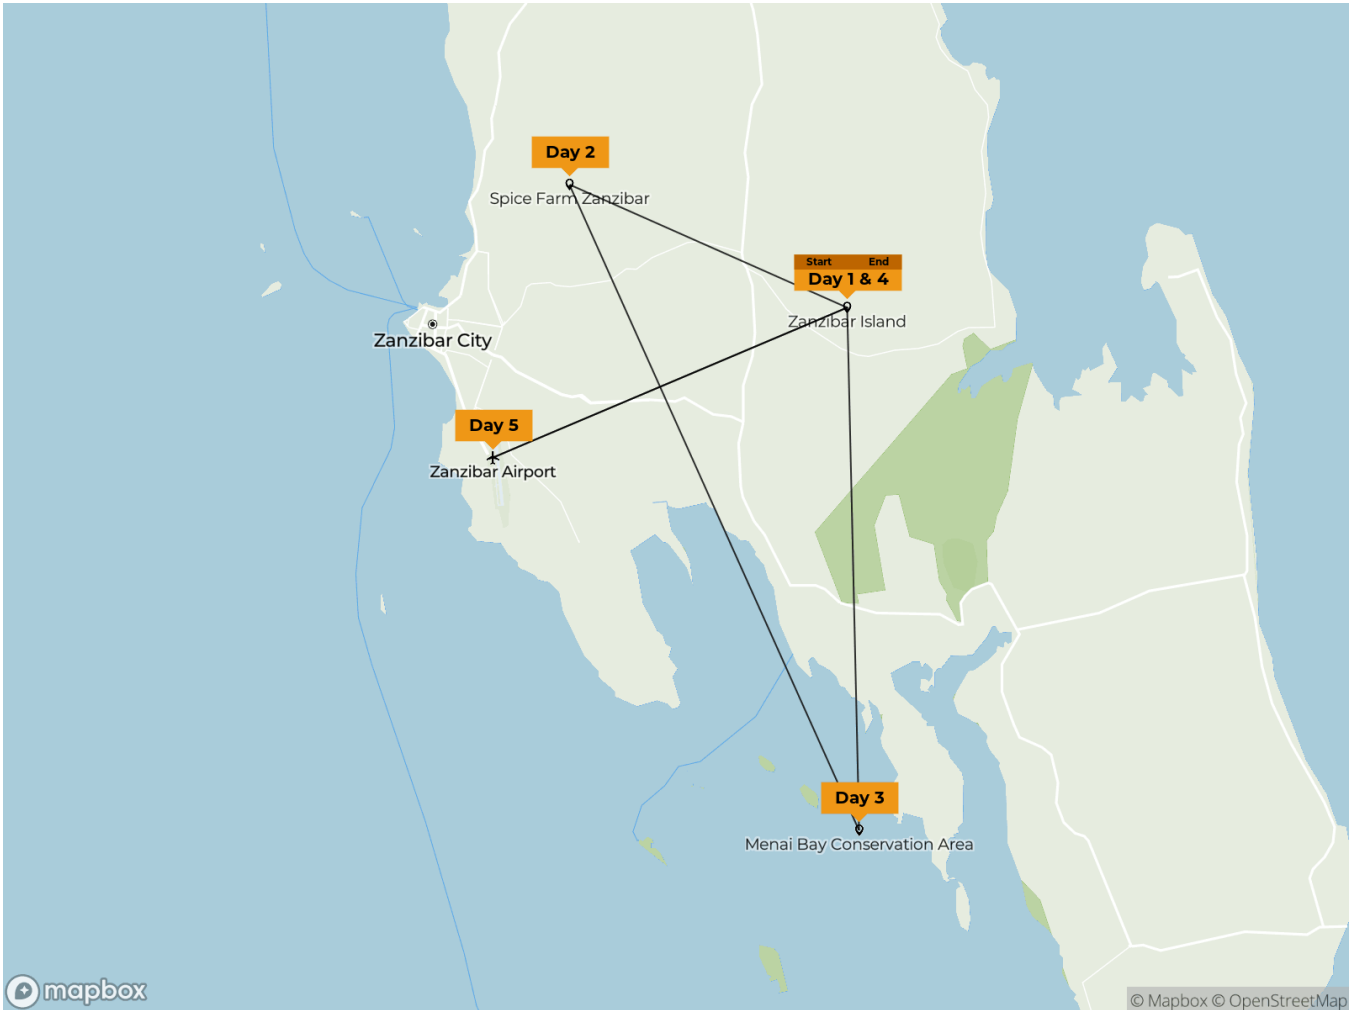 Day 2
Spice Farm Zanzibar
Start End
Day 1 & 4
Zanzibar Island
Zanzibar City
Day 5
Zanzibar Airport
Day 3
Menai Bay Conservation Area
mapbox
© Mapbox © OpenStreetMap